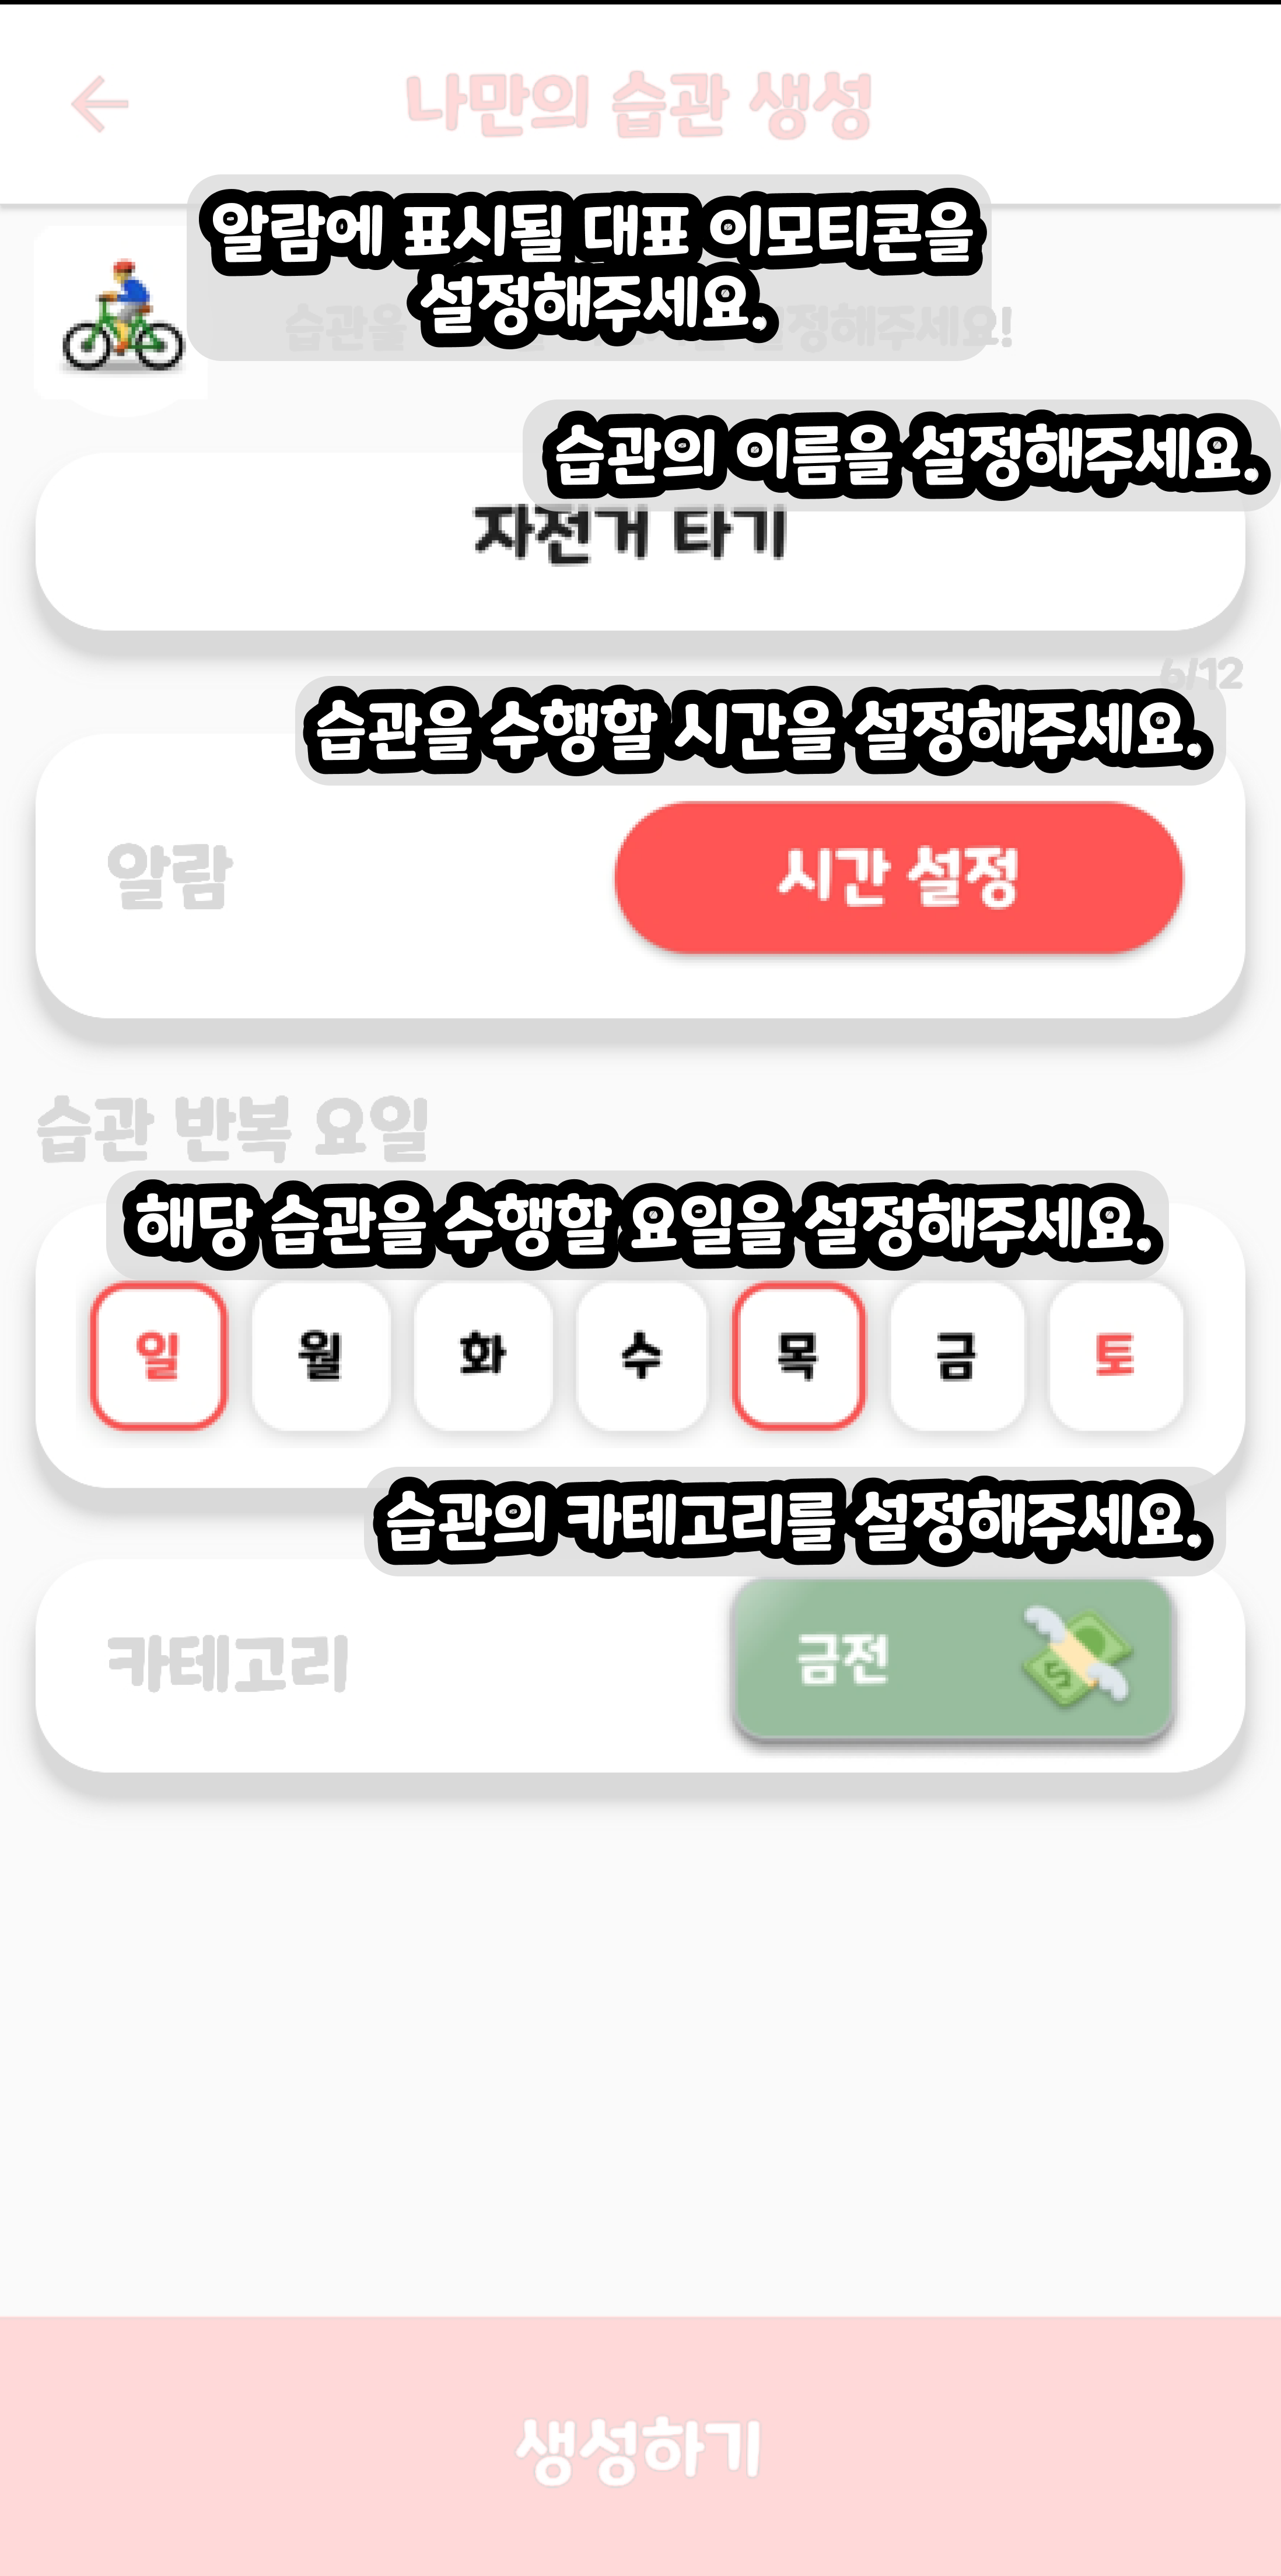 나만의 습관 생성
알람에 표시될 대표 이모티콘을
설정해주세요.
습관을 정해주세요!
습관의 이름을 설정해주세요.
자전거 타기
6/12
습관을 수행할 시간을 설정해주세요.
알람
시간 설정
습관 반복 요일
해당 습관을 수행할 요일을 설정해주세요.
일 월 화 수 목 금 토
습관의 카테고리를 설정해주세요.
카테고리
금전
생성하기